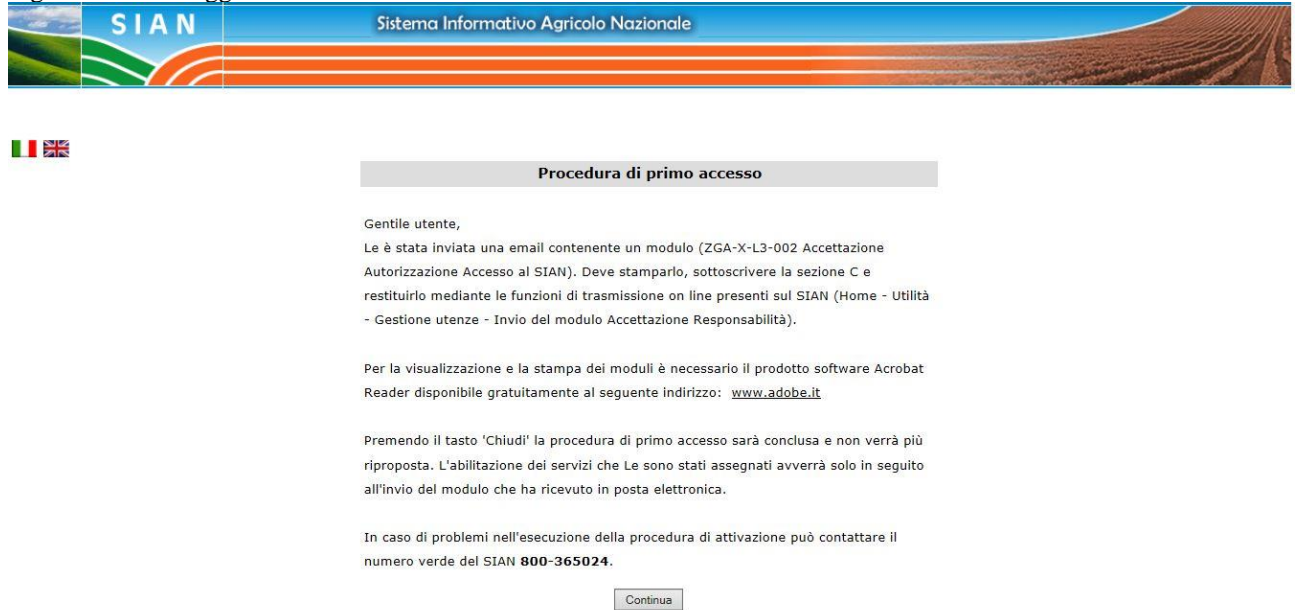 SIAN
Sistema Informativo Agricolo Nazionale
Procedura di primo accesso
Gentile utente,
Le è stata inviata una email contenente un modulo (ZGA-X-L3-002 Accettazione
Autorizzazione Accesso al SIAN). Deve stamparlo, sottoscrivere la sezione C e
restituirlo mediante le funzioni di trasmissione on line presenti sul SIAN (Home - Utilità
- Gestione utenze - Invio del modulo Accettazione Responsabilità).
Per la visualizzazione e la stampa dei moduli è necessario il prodotto software Acrobat
Reader disponibile gratuitamente al seguente indirizzo: www.adobe.it
Premendo il tasto 'Chiudi' la procedura di primo accesso sarà conclusa e non verrà più
riproposta. L'abilitazione dei servizi che Le sono stati assegnati avverrà solo in seguito
all'invio del modulo che ha ricevuto in posta elettronica.
In caso di problemi nell'esecuzione della procedura di attivazione può contattare il
numero verde del SIAN 800-365024.
Continua